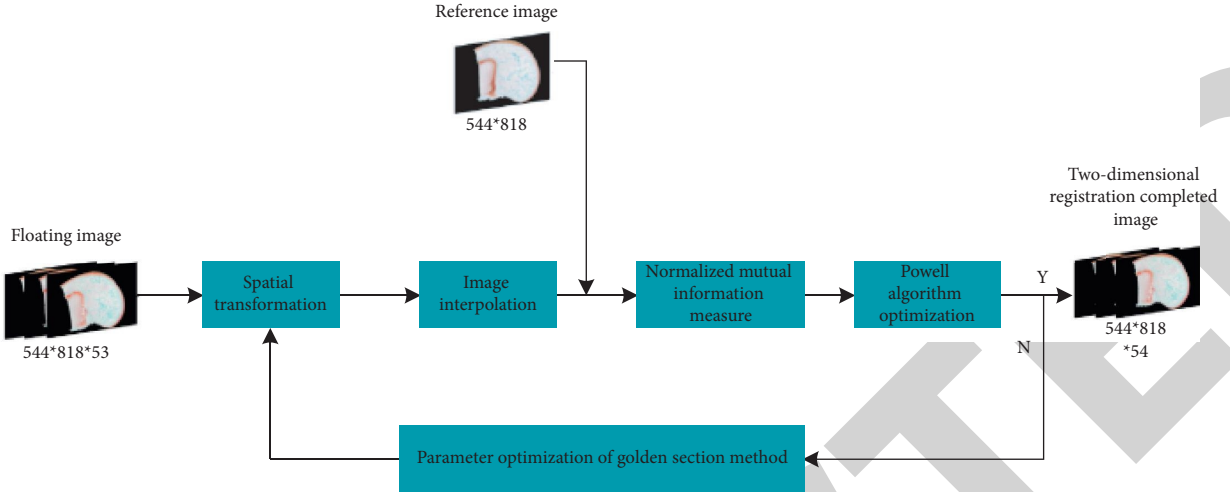 Reference image
544*818
Two-dimensional
registration completed
image
Floating image
Spatial
transformation
Image
interpolation
Normalized mutual
information
measure
Powell
algorithm
optimization
Y
N
544*818*53
544*818
*54
Parameter optimization of golden section method